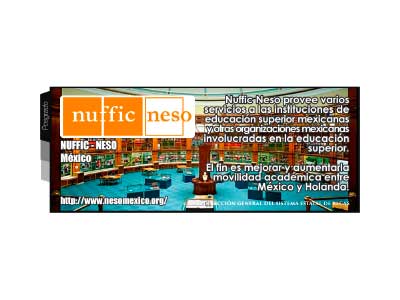 Posgrado
nuffic neso
NUFFIC - NESO
México
http://www.nesomexico.org/
Nuffic Neso provee varios
servicios a las instituciones de
educación superior mexicanas
y otras organizaciones mexicanas
involucradas en la educación
superior.
El fin es mejorar y aumentar la
movilidad académica entre
México y Holanda.
DIRECCIÓN GENERAL DEL SISTEMA ESTATAL DE BECAS